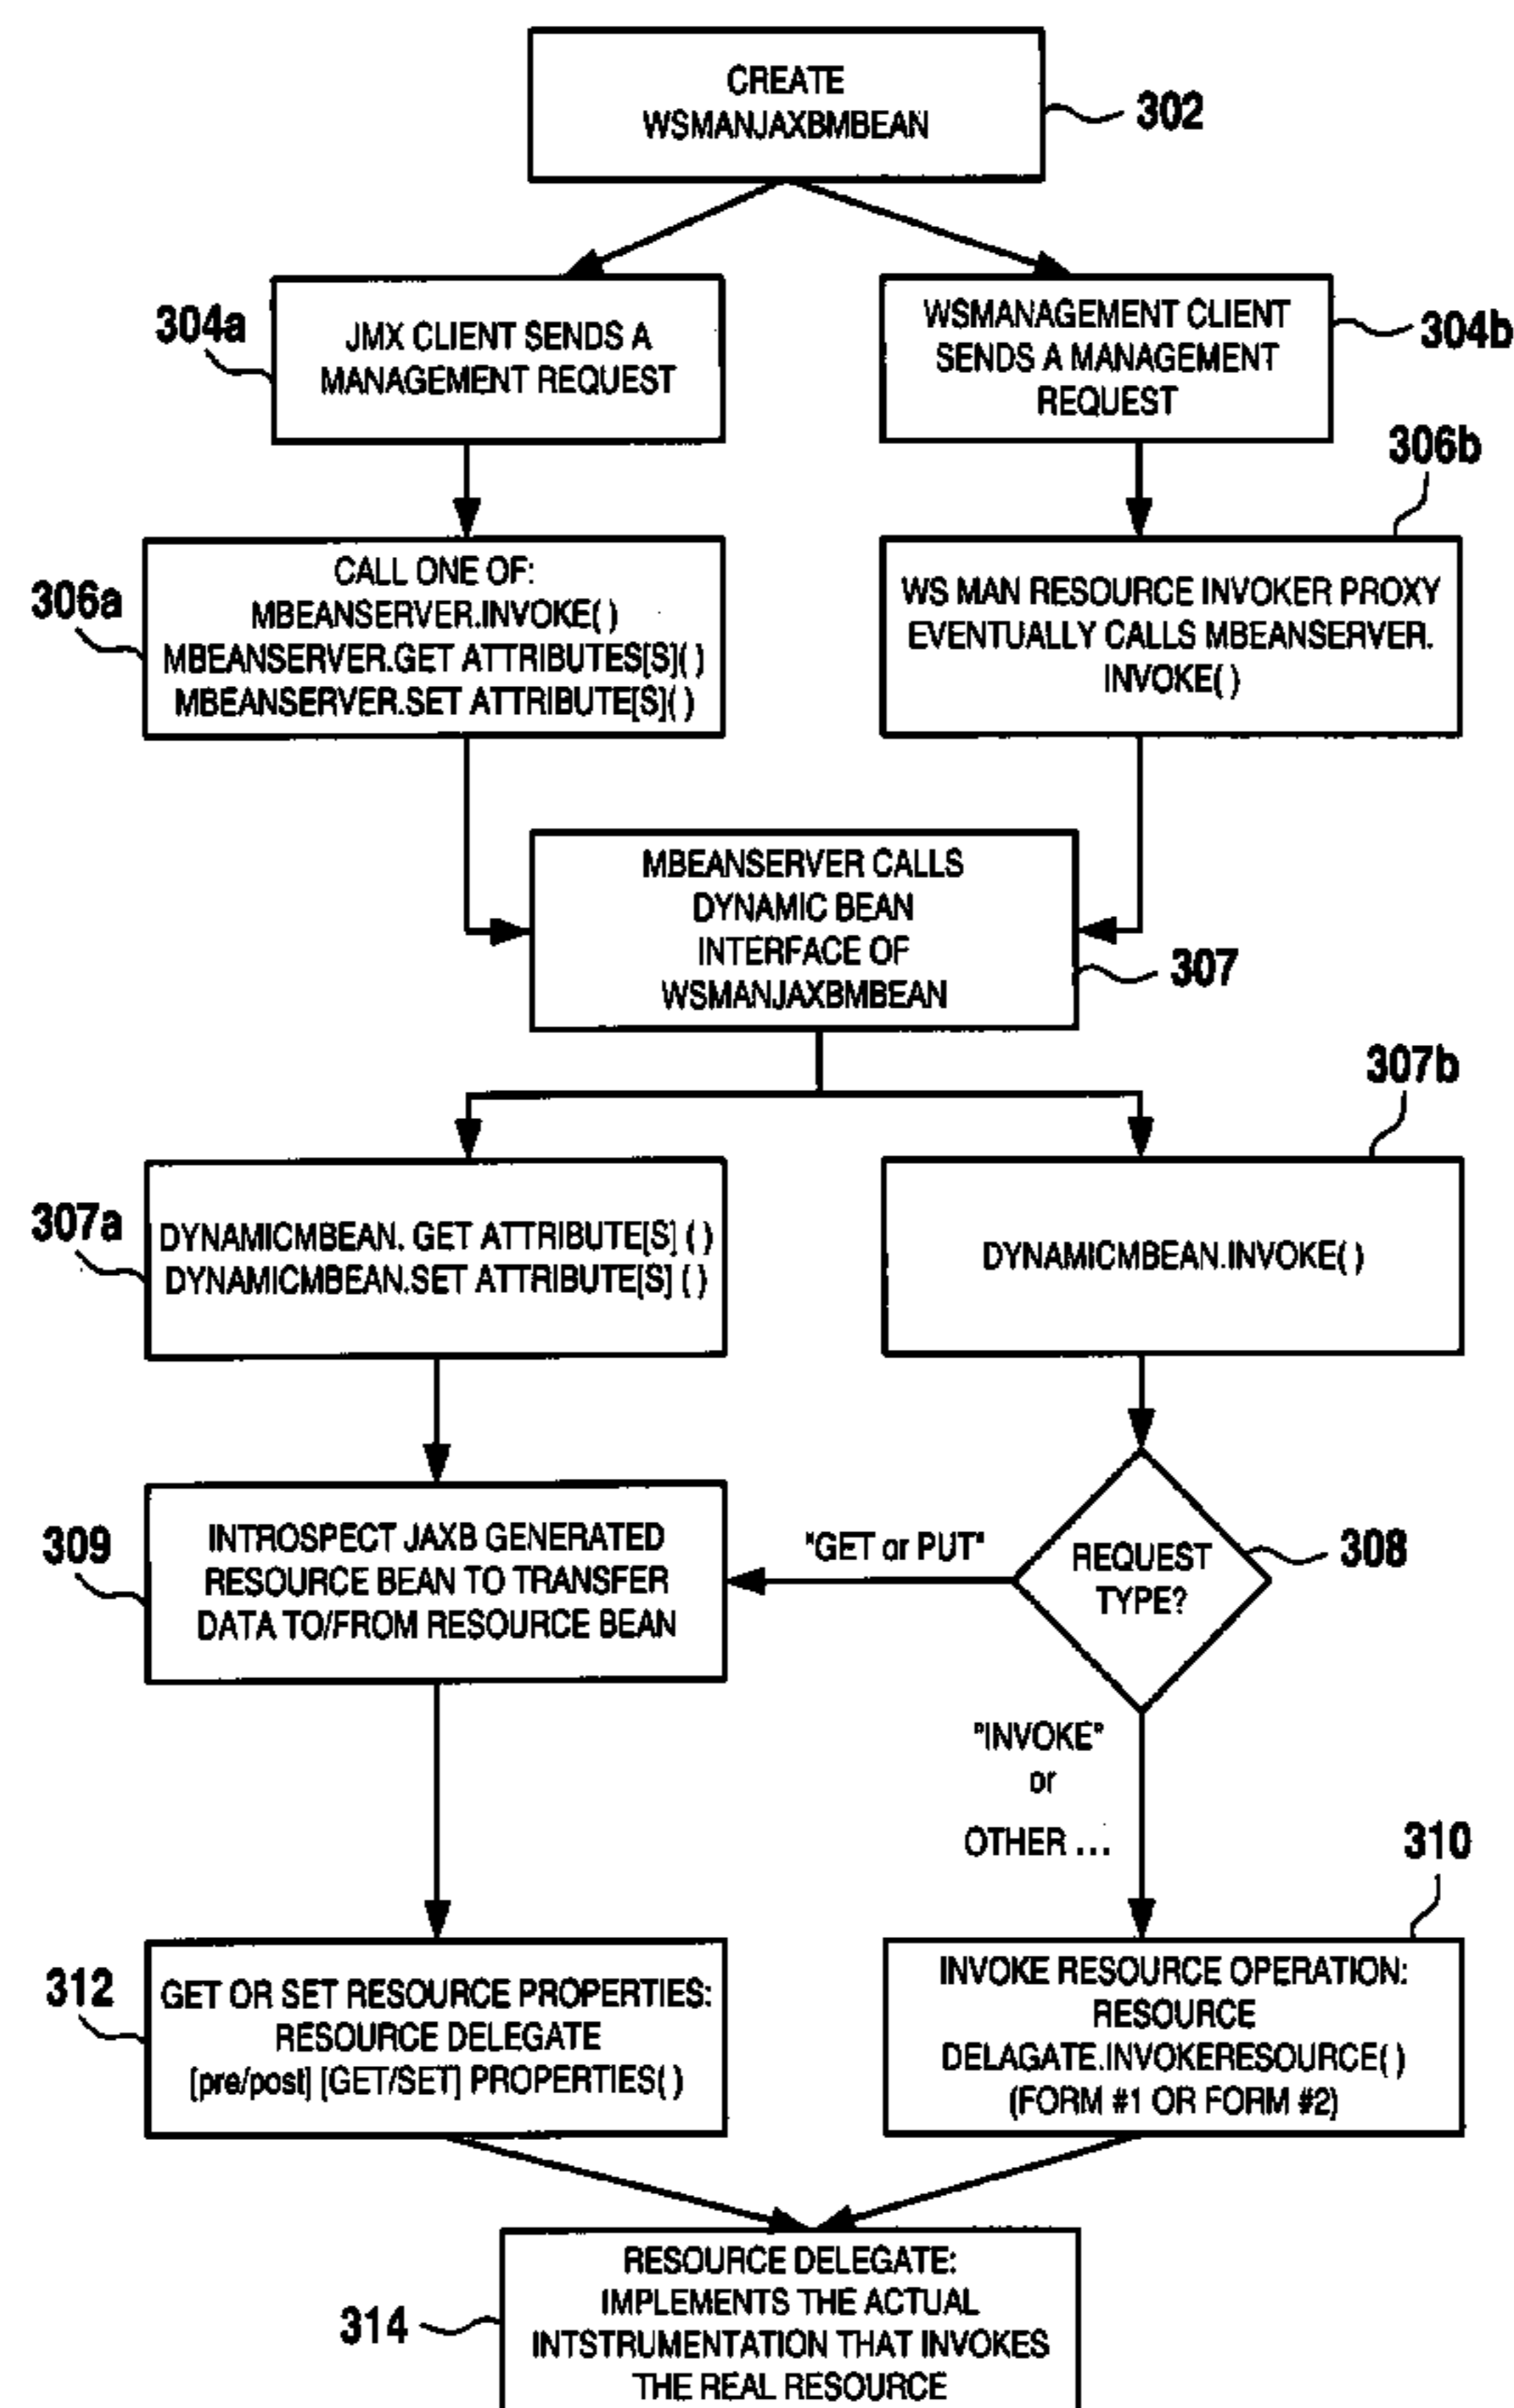 CREATE
WSMANJAXBMBEAN
302
304a
JMX CLIENT SENDS A
MANAGEMENT REQUEST
WSMANAGEMENT CLIENT
SENDS A MANAGEMENT
REQUEST
304b
306b
306a
CALL ONE OF:
MBEANSERVER.INVOKE( )
MBEANSERVER.GET ATTRIBUTES[S]( )
MBEANSERVER.SET ATTRIBUTE[S]( )
WS MAN RESOURCE INVOKER PROXY
EVENTUALLY CALLS MBEANSERVER.
INVOKE( )
MBEANSERVER CALLS
DYNAMIC BEAN
INTERFACE OF
WSMANJAXBMBEAN
307
307b
307a
DYNAMICMBEAN. GET ATTRIBUTE[S] ( )
DYNAMICMBEAN.SET ATTRIBUTE[S] ( )
DYNAMICMBEAN.INVOKE( )
309
INTROSPECT JAXB GENERATED
RESOURCE BEAN TO TRANSFER
DATA TO/FROM RESOURCE BEAN
"GET or PUT"
REQUEST
TYPE?
308
"INVOKE"
or
OTHER ...
310
312
GET OR SET RESOURCE PROPERTIES:
RESOURCE DELEGATE
[pre/post] [GET/SET] PROPERTIES( )
INVOKE RESOURCE OPERATION:
RESOURCE
DELAGATE.INVOKERESOURCE( )
(FORM #1 OR FORM #2)
314
RESOURCE DELEGATE:
IMPLEMENTS THE ACTUAL
INTSTRUMENTATION THAT INVOKES
THE REAL RESOURCE